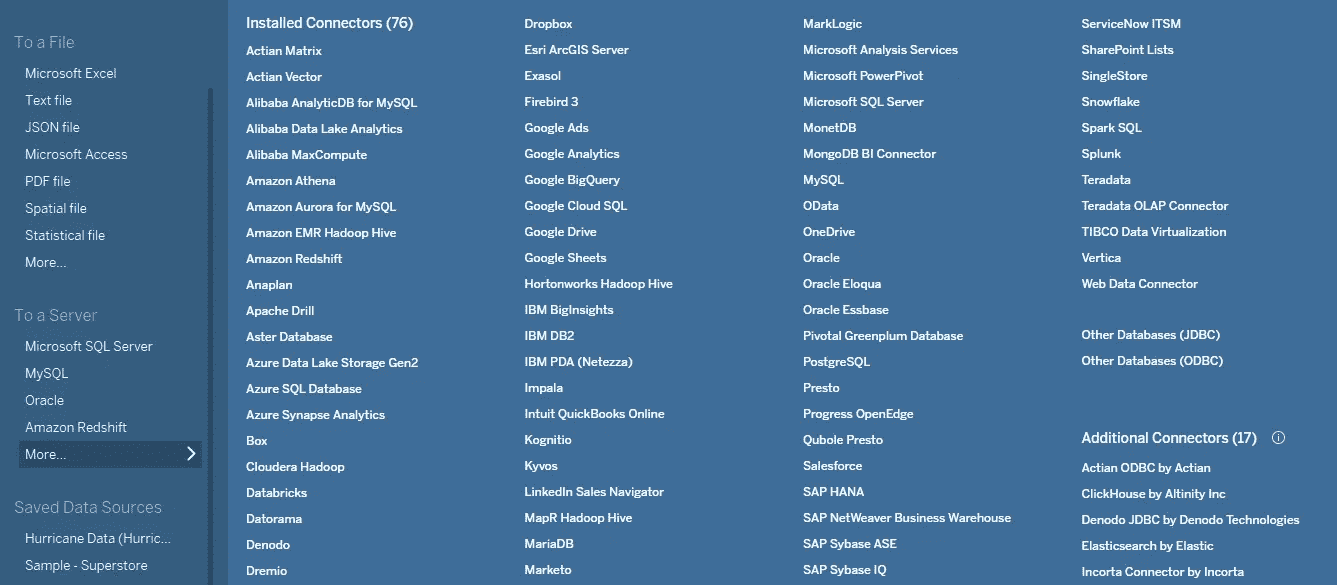 To a File
Microsoft Excel
Text file
JSON file
Microsoft Access
PDF file
Spatial file
Statistical file
More...
To a Server
Microsoft SQL Server
MySQL
Oracle
Amazon Redshift
More...
Saved Data Sources
Hurricane Data (Hurric...
Sample - Superstore
Installed Connectors (76)
Actian Matrix
Actian Vector
Alibaba AnalyticDB for MySQL
Alibaba Data Lake Analytics
Alibaba MaxCompute
Amazon Athena
Amazon Aurora for MySQL
Amazon EMR Hadoop Hive
Amazon Redshift
Anaplan
Apache Drill
Aster Database
Azure Data Lake Storage Gen2
Azure SQL Database
Azure Synapse Analytics
Box
Cloudera Hadoop
Databricks
Datorama
Denodo
Dremio
Dropbox
Esri ArcGIS Server
Exasol
Firebird 3
Google Ads
Google Analytics
Google BigQuery
Google Cloud SQL
Google Drive
Google Sheets
Hortonworks Hadoop Hive
IBM BigInsights
IBM DB2
IBM PDA (Netezza)
Impala
Intuit QuickBooks Online
Kognitio
Kyvos
LinkedIn Sales Navigator
MapR Hadoop Hive
MariaDB
Marketo
MarkLogic
Microsoft Analysis Services
Microsoft PowerPivot
Microsoft SQL Server
MonetDB
MongoDB BI Connector
MySQL
OData
OneDrive
Oracle
Oracle Eloqua
Oracle Essbase
Pivotal Greenplum Database
PostgreSQL
Presto
Progress OpenEdge
Qubole Presto
Salesforce
SAP HANA
SAP NetWeaver Business Warehouse
SAP Sybase ASE
SAP Sybase IQ
ServiceNow ITSM
SharePoint Lists
SingleStore
Snowflake
Spark SQL
Splunk
Teradata
Teradata OLAP Connector
TIBCO Data Virtualization
Vertica
Web Data Connector
Other Databases (JDBC)
Other Databases (ODBC)
Additional Connectors (17)
Actian ODBC by Actian
ClickHouse by Altinity Inc
Denodo JDBC by Denodo Technologies
Elasticsearch by Elastic
Incorta Connector by Incorta